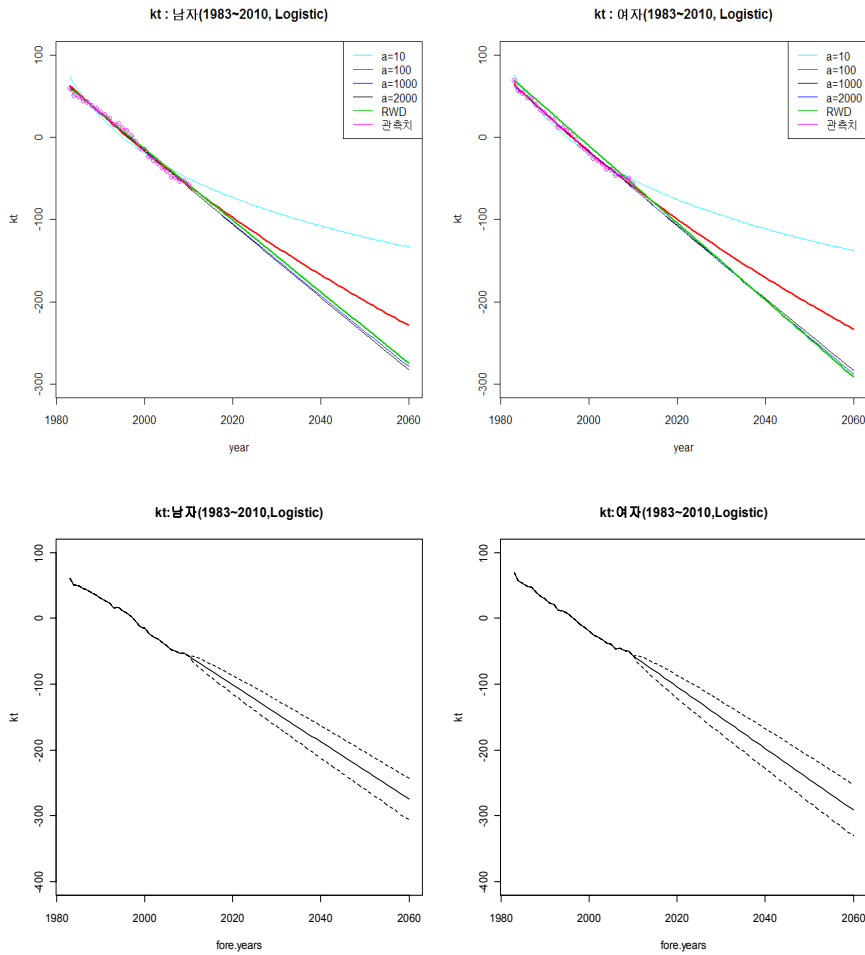 kt : 남자(1983~2010, Logistic)
100
0
-100
-200
-300
kt
1980
2000
2020
2040
2060
year
a=10
a=100
a=1000
a=2000
RWD
관측치
kt : 여자(1983~2010, Logistic)
100
0
-100
-200
-300
kt
1980
2000
2020
2040
2060
year
a=10
a=100
a=1000
a=2000
RWD
관측치
kt:남자(1983~2010,Logistic)
100
0
-100
-200
-300
-400
kt
1980
2000
2020
2040
2060
fore.years
kt:여자(1983~2010,Logistic)
100
0
-100
-200
-300
-400
kt
1980
2000
2020
2040
2060
fore.years